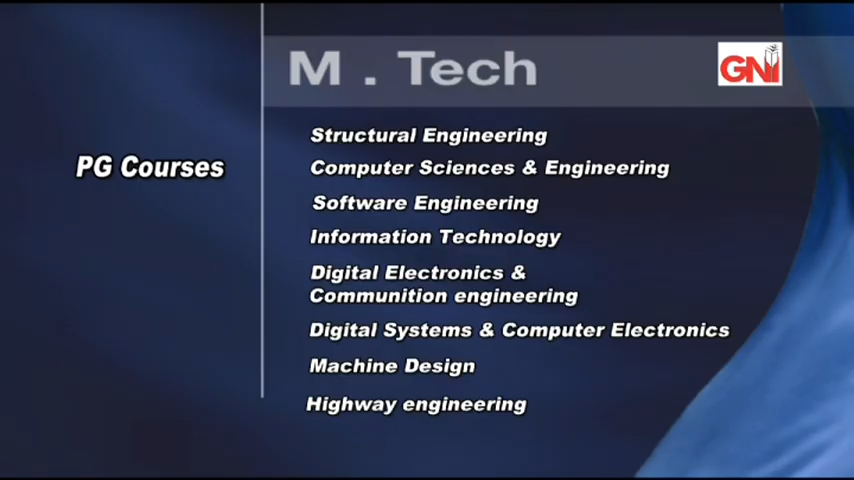 M . Tech
GNI
PG Courses
Structural Engineering
Computer Sciences & Engineering
Software Engineering
Information Technology
Digital Electronics &
Communition engineering
Digital Systems & Computer Electronics
Machine Design
Highway engineering